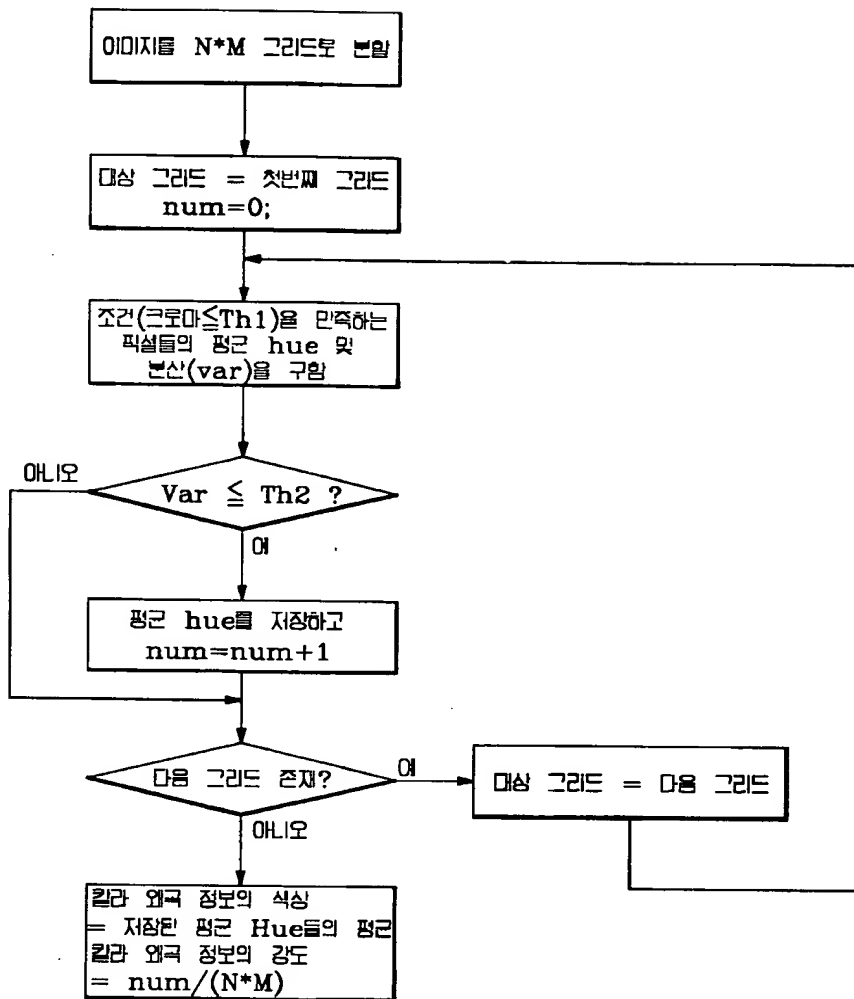 이미지를 N*M 그리드로 분할
대상 그리드 = 첫번째 그리드
num=0;
조건(크로마≦Th1)을 만족하는
픽셀들의 평균 hue 및
분산(var)을 구함
아니오
Var ≦ Th2 ?
예
평균 hue를 저장하고
num=num+1
다음 그리드 존재?
예
대상 그리드 = 다음 그리드
아니오
칼라 왜곡 정보의 색상
= 저장된 평균 Hue들의 평균
칼라 왜곡 정보의 강도
= num/(N*M)